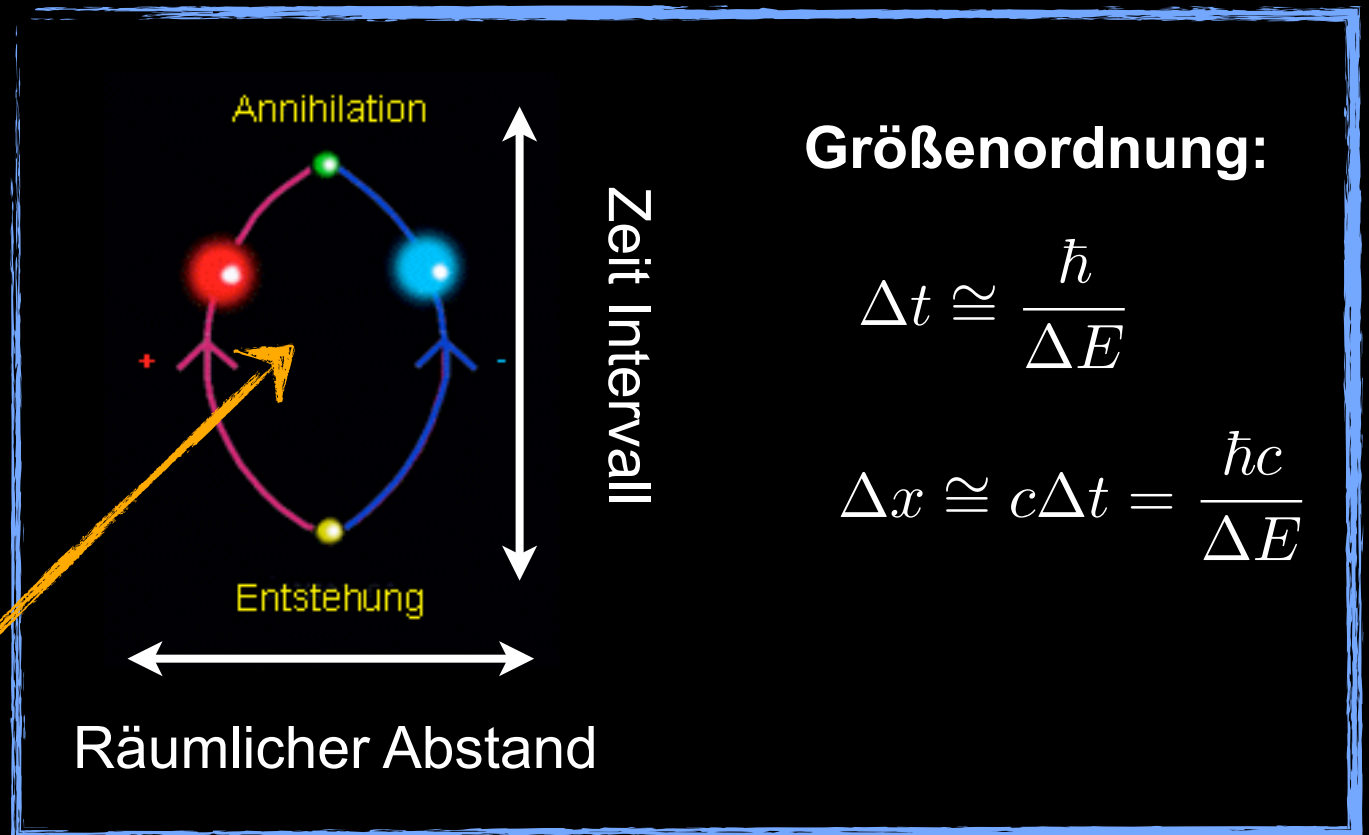 Annihilation
+
-
Entstehung
Zeit Intervall
Räumlicher Abstand
Größenordnung:
Δt ≅ ħ/ΔE
Δx ≅ cΔt = ħc/ΔE